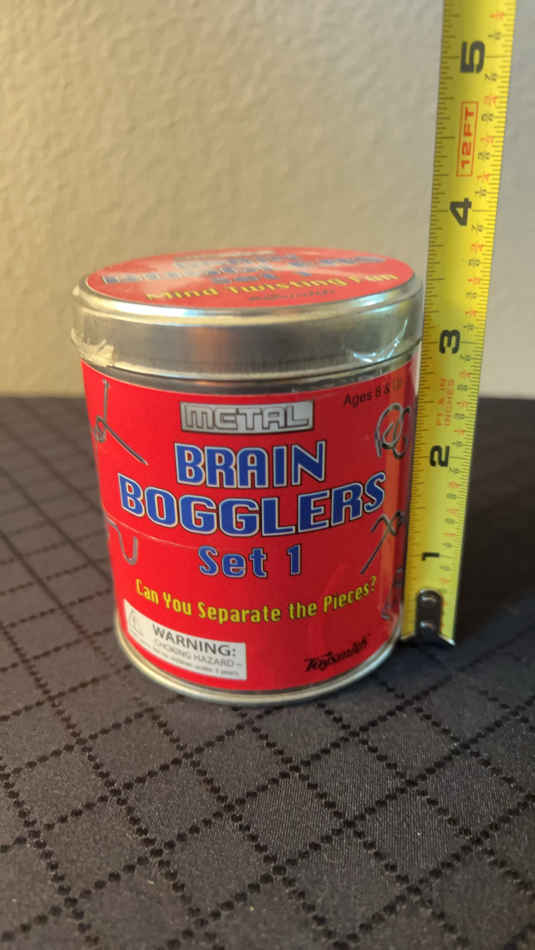 Mind Twisting Fun
METAL
Ages 8 & Up
BRAIN
BOGGLERS
Set 1
Can You Separate the Pieces?
WARNING:
CHOKING HAZARD –
Toysmith
5
12FT
4
3
2
1